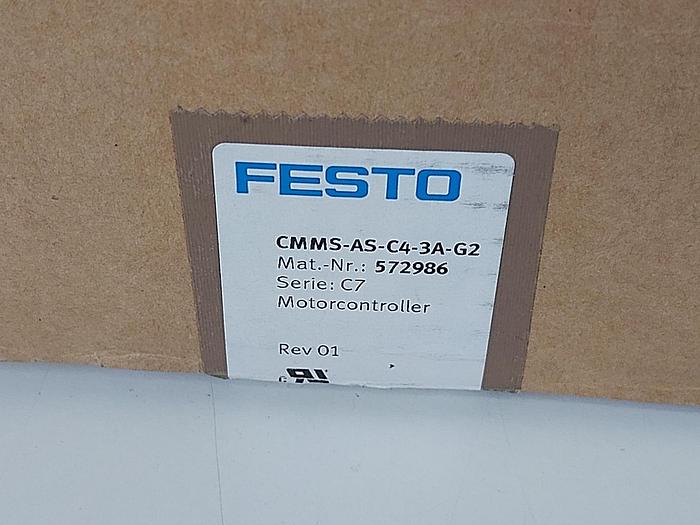 FESTO
CMMS-AS-C4-3A-G2
Mat.-Nr.: 572986
Serie: C7
Motorcontroller
Rev 01